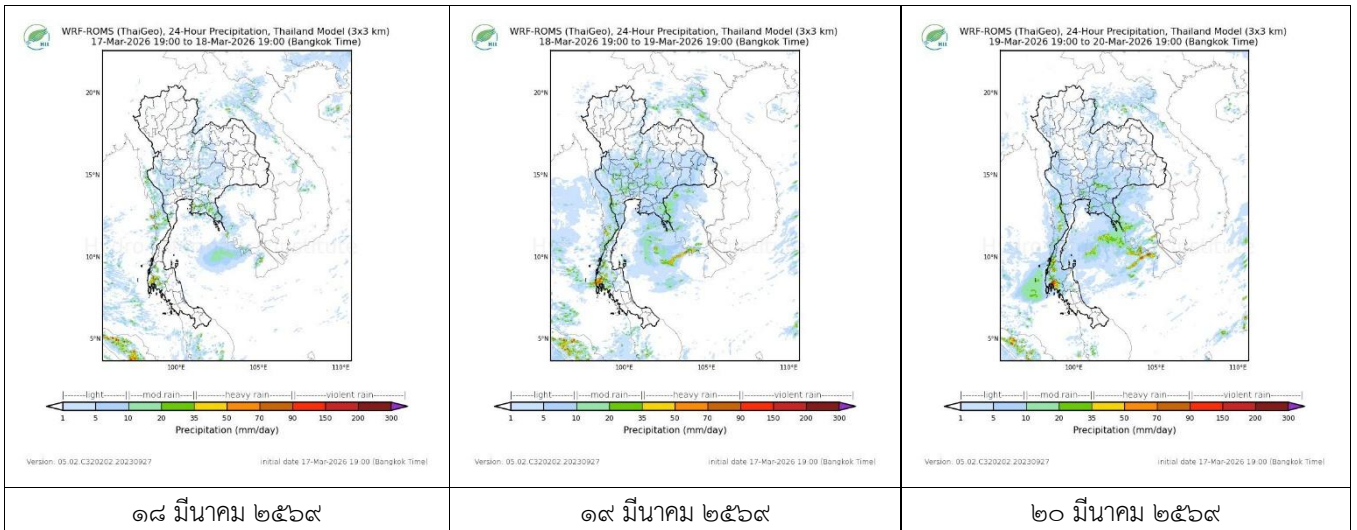 WRF-ROMS (ThaiGeo), 24-Hour Precipitation, Thailand Model (3x3 km)
17-Mar-2026 19:00 to 18-Mar-2026 19:00 (Bangkok Time)
20°N
15°N
10°N
5°N
100°E
105°E
110°E
|-------light-------||----mod.rain----||-------heavy rain-------||-------violent rain-------|
1 5 10 20 35 50 70 90 150 200 300
Precipitation (mm/day)
Version: 05.02.C320202.20230927
initial date 17-Mar-2026 19:00 (Bangkok Time)
๑๘ มีนาคม ๒๕๖๙
WRF-ROMS (ThaiGeo), 24-Hour Precipitation, Thailand Model (3x3 km)
18-Mar-2026 19:00 to 19-Mar-2026 19:00 (Bangkok Time)
20°N
15°N
10°N
5°N
100°E
105°E
110°E
|-------light-------||----mod.rain----||-------heavy rain-------||-------violent rain-------|
1 5 10 20 35 50 70 90 150 200 300
Precipitation (mm/day)
Version: 05.02.C320202.20230927
initial date 17-Mar-2026 19:00 (Bangkok Time)
๑๙ มีนาคม ๒๕๖๙
WRF-ROMS (ThaiGeo), 24-Hour Precipitation, Thailand Model (3x3 km)
19-Mar-2026 19:00 to 20-Mar-2026 19:00 (Bangkok Time)
20°N
15°N
10°N
5°N
100°E
105°E
110°E
|-------light-------||----mod.rain----||-------heavy rain-------||-------violent rain-------|
1 5 10 20 35 50 70 90 150 200 300
Precipitation (mm/day)
Version: 05.02.C320202.20230927
initial date 17-Mar-2026 19:00 (Bangkok Time)
๒๐ มีนาคม ๒๕๖๙